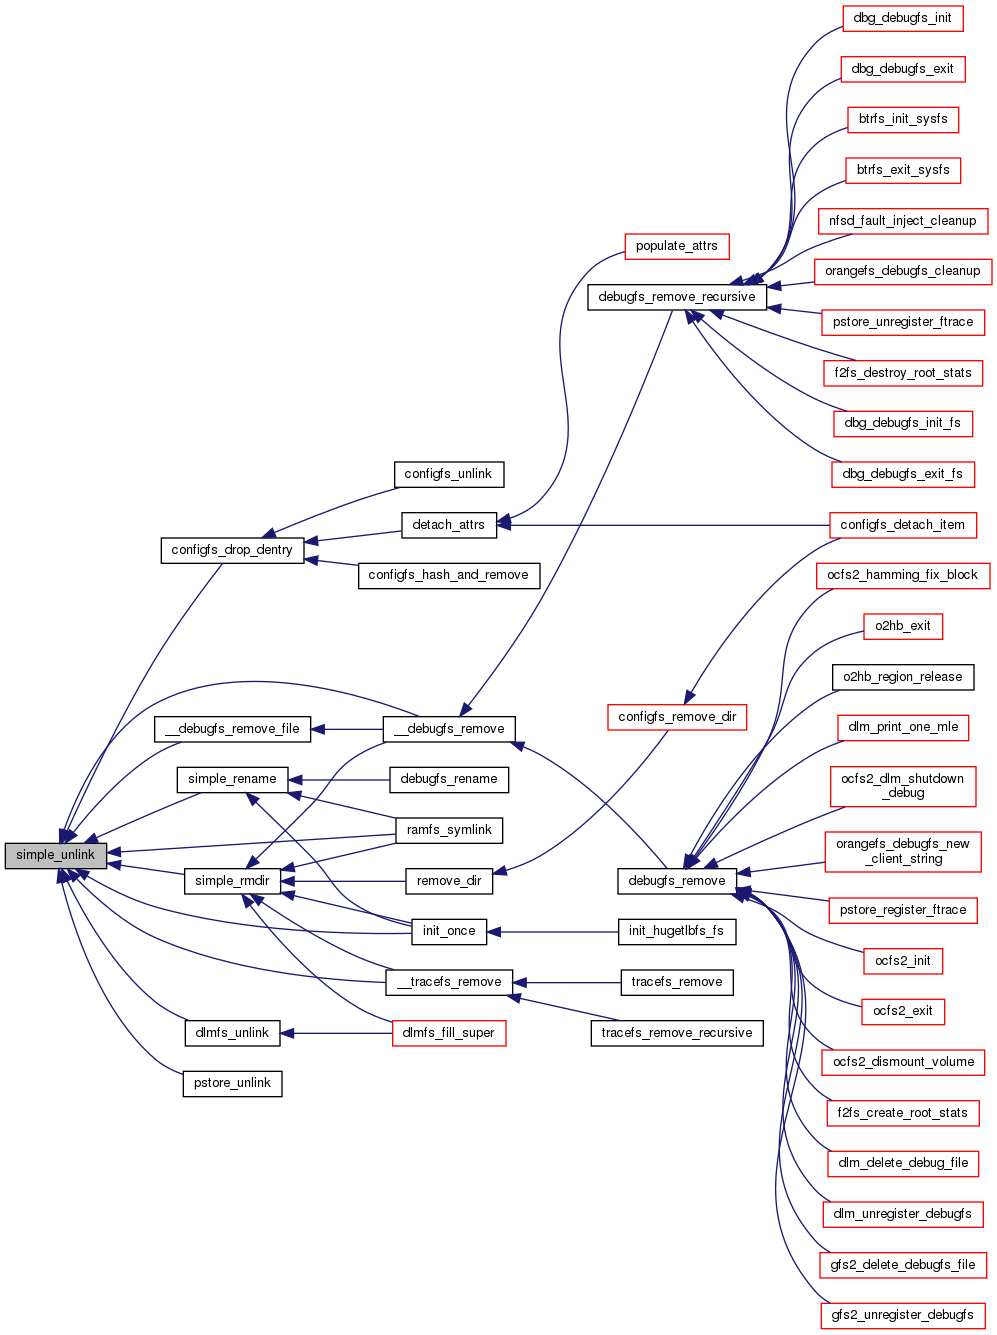 dbg_debugfs_init
dbg_debugfs_exit
btrfs_init_sysfs
btrfs_exit_sysfs
nfsd_fault_inject_cleanup
populate_attrs
orangefs_debugfs_cleanup
debugfs_remove_recursive
pstore_unregister_ftrace
f2fs_destroy_root_stats
dbg_debugfs_init_fs
configfs_unlink
dbg_debugfs_exit_fs
detach_attrs
configfs_detach_item
configfs_drop_dentry
configfs_hash_and_remove
ocfs2_hamming_fix_block
o2hb_exit
o2hb_region_release
configfs_remove_dir
__debugfs_remove_file
__debugfs_remove
dlm_print_one_mle
simple_rename
debugfs_rename
ocfs2_dlm_shutdown
_debug
ramfs_symlink
simple_unlink
orangefs_debugfs_new
_client_string
simple_rmdir
remove_dir
debugfs_remove
pstore_register_ftrace
init_once
init_hugetlbfs_fs
ocfs2_init
__tracefs_remove
tracefs_remove
ocfs2_exit
dlmfs_unlink
dlmfs_fill_super
tracefs_remove_recursive
ocfs2_dismount_volume
pstore_unlink
f2fs_create_root_stats
dlm_delete_debug_file
dlm_unregister_debugfs
gfs2_delete_debugfs_file
gfs2_unregister_debugfs